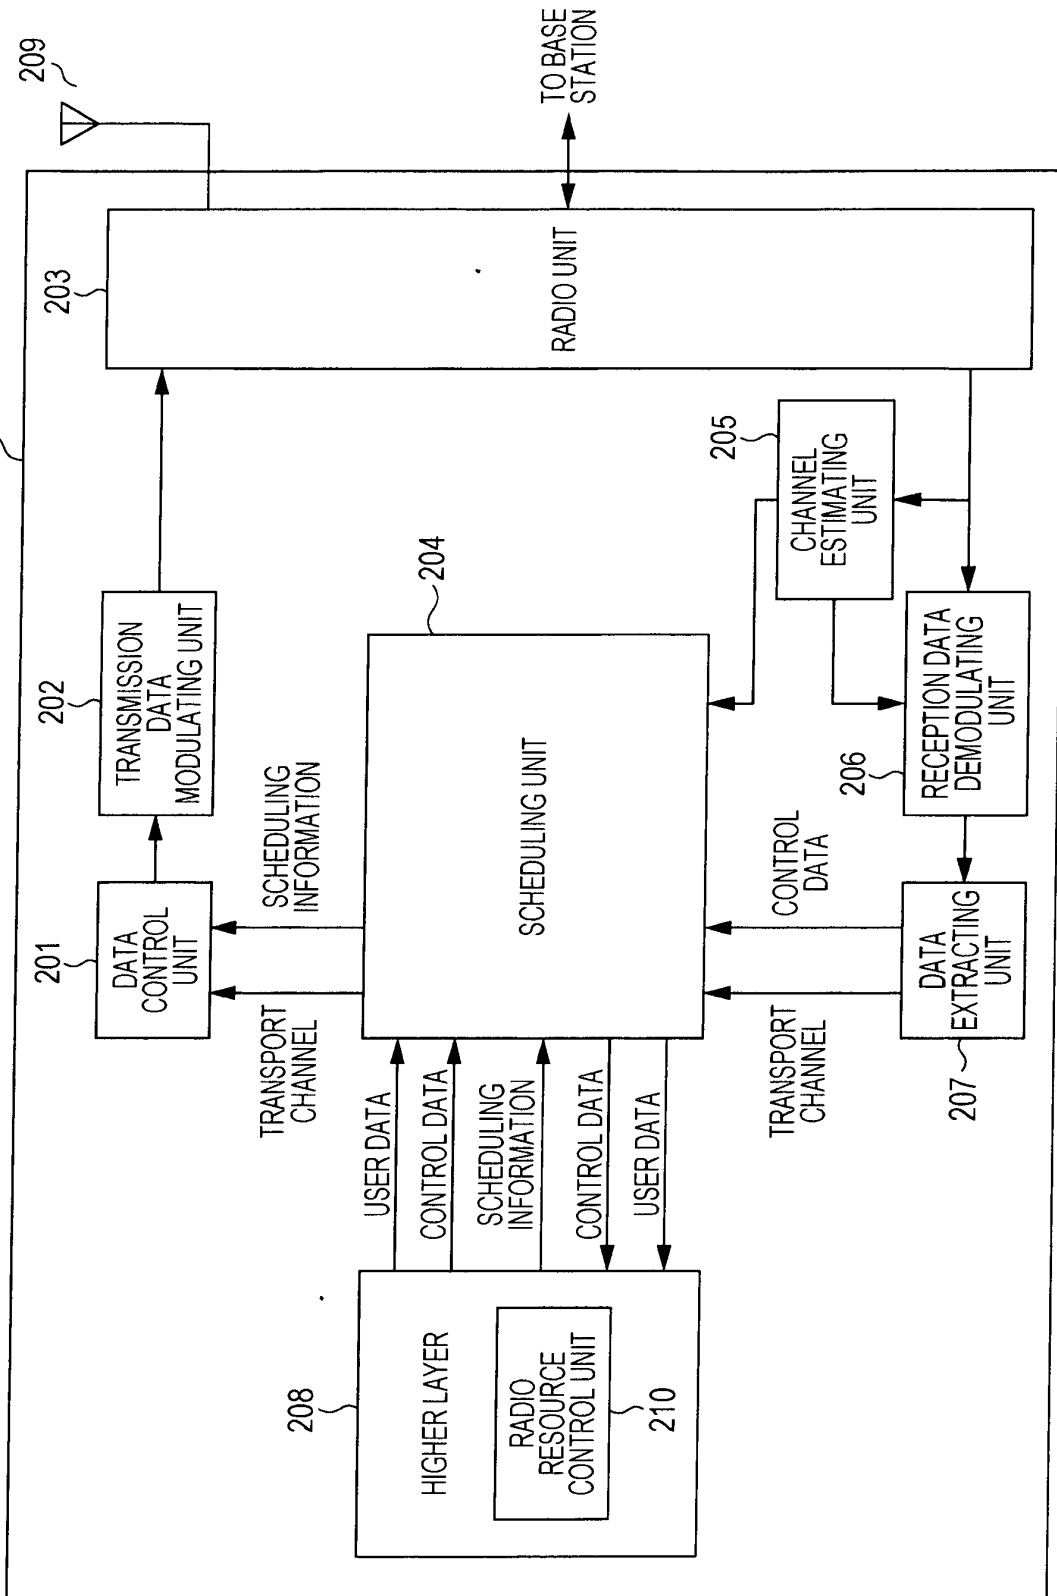 209
TO BASE
STATION
203
RADIO UNIT
202
TRANSMISSION
DATA
MODULATING UNIT
201
DATA
CONTROL
UNIT
SCHEDULING
INFORMATION
TRANSPORT
CHANNEL
204
SCHEDULING UNIT
205
CHANNEL
ESTIMATING
UNIT
206
RECEPTION DATA
DEMODULATING
UNIT
CONTROL
DATA
TRANSPORT
CHANNEL
207
DATA
EXTRACTING
UNIT
USER DATA
CONTROL DATA
SCHEDULING
INFORMATION
CONTROL DATA
USER DATA
208
HIGHER LAYER
RADIO
RESOURCE
CONTROL UNIT
210